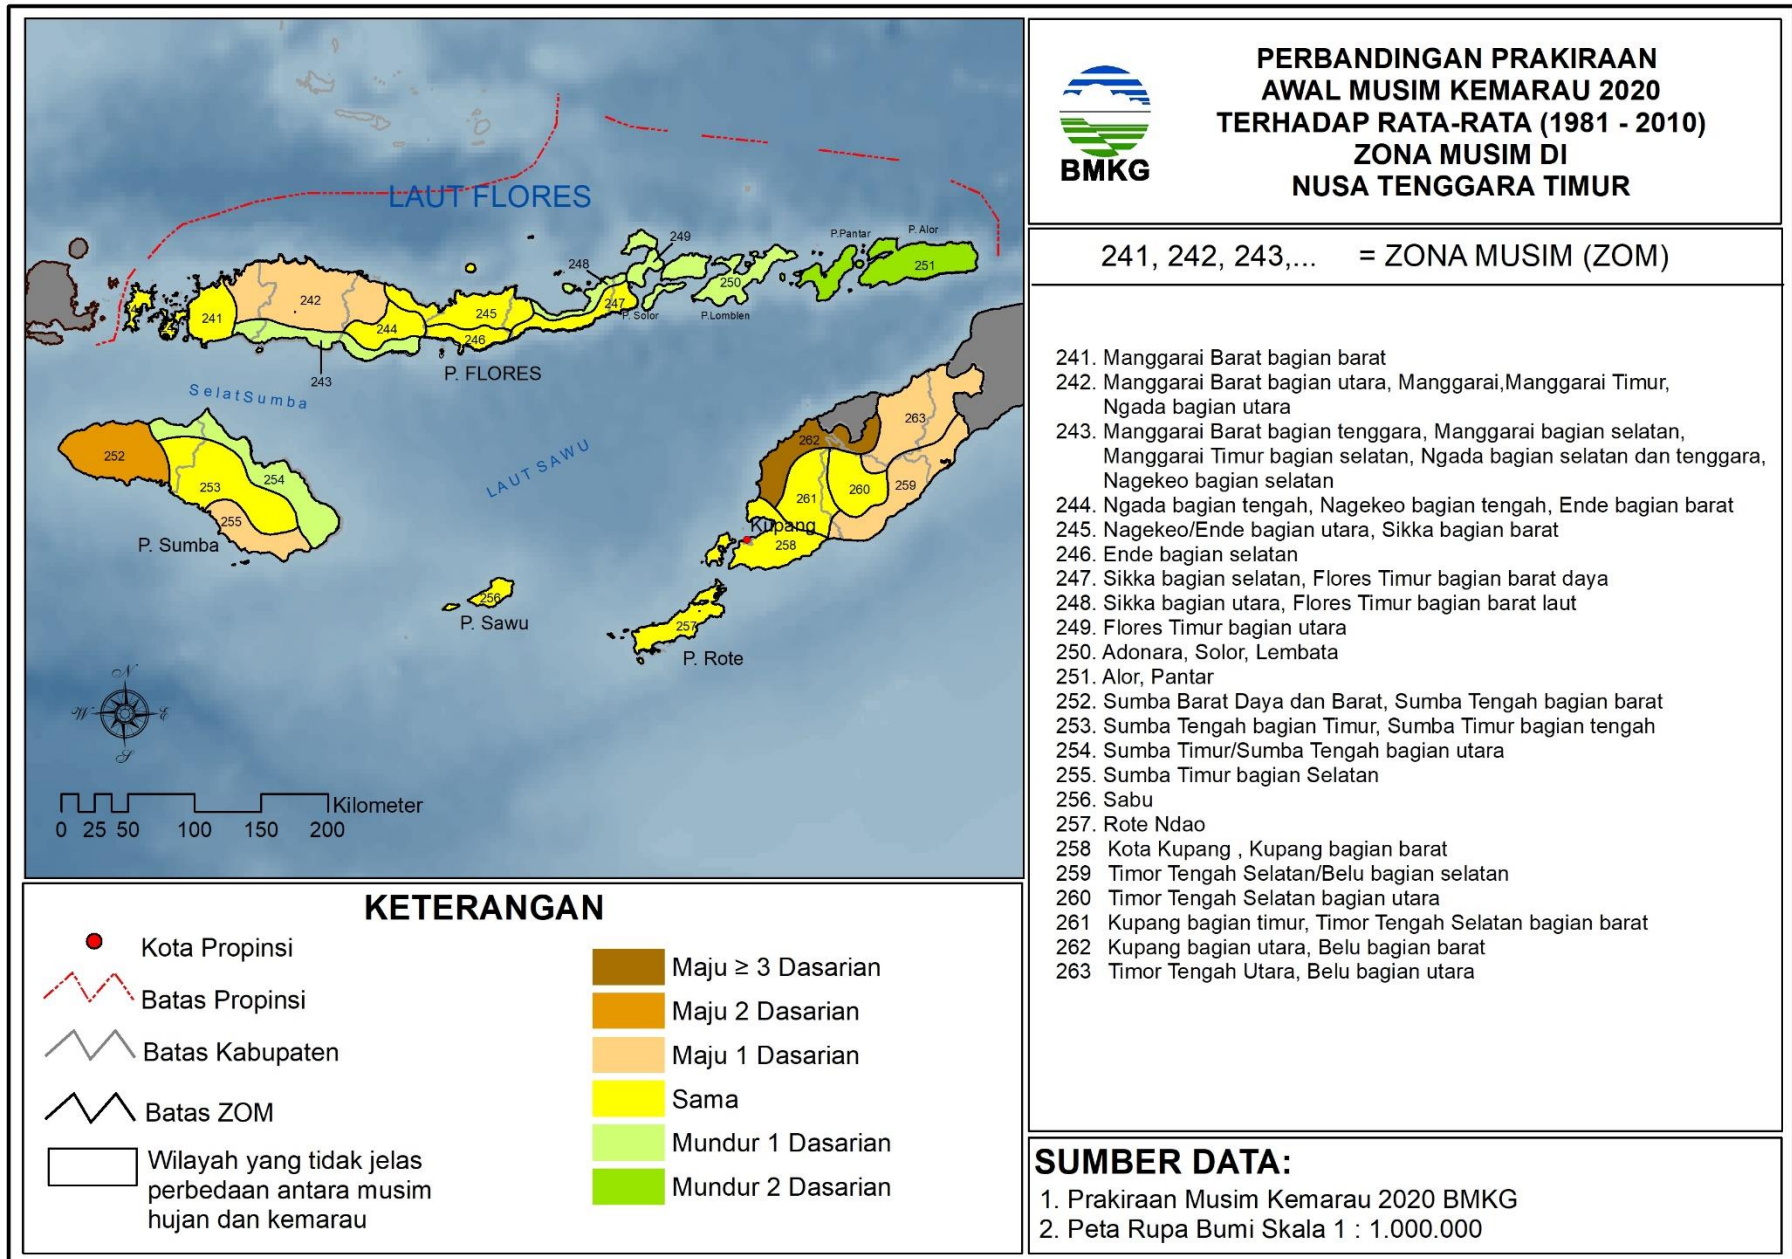 PERBANDINGAN PRAKIRAAN
AWAL MUSIM KEMARAU 2020
TERHADAP RATA-RATA (1981 - 2010)
ZONA MUSIM DI
NUSA TENGGARA TIMUR
BMKG
241, 242, 243,... = ZONA MUSIM (ZOM)
241. Manggarai Barat bagian barat
242. Manggarai Barat bagian utara, Manggarai,Manggarai Timur,
Ngada bagian utara
243. Manggarai Barat bagian tenggara, Manggarai bagian selatan,
Manggarai Timur bagian selatan, Ngada bagian selatan dan tenggara,
Nagekeo bagian selatan
244. Ngada bagian tengah, Nagekeo bagian tengah, Ende bagian barat
245. Nagekeo/Ende bagian utara, Sikka bagian barat
246. Ende bagian selatan
247. Sikka bagian selatan, Flores Timur bagian barat daya
248. Sikka bagian utara, Flores Timur bagian barat laut
249. Flores Timur bagian utara
250. Adonara, Solor, Lembata
251. Alor, Pantar
252. Sumba Barat Daya dan Barat, Sumba Tengah bagian barat
253. Sumba Tengah bagian Timur, Sumba Timur bagian tengah
254. Sumba Timur/Sumba Tengah bagian utara
255. Sumba Timur bagian Selatan
256. Sabu
257. Rote Ndao
258 Kota Kupang , Kupang bagian barat
259 Timor Tengah Selatan/Belu bagian selatan
260 Timor Tengah Selatan bagian utara
261 Kupang bagian timur, Timor Tengah Selatan bagian barat
262 Kupang bagian utara, Belu bagian barat
263 Timor Tengah Utara, Belu bagian utara
SUMBER DATA:
1. Prakiraan Musim Kemarau 2020 BMKG
2. Peta Rupa Bumi Skala 1 : 1.000.000
LAUT FLORES
249
P.Pantar
P. Alor
248
251
250
242
241
247
245
P. Solor
P.Lomblen
244
246
243
P. FLORES
Selat Sumba
LAUT SAWU
263
262
252
254
253
261
260
259
255
P. Sumba
Kupang
258
256
P. Sawu
257
P. Rote
N
W
E
S
Kilometer
0 25 50 100 150 200
KETERANGAN
Kota Propinsi
Batas Propinsi
Batas Kabupaten
Batas ZOM
Wilayah yang tidak jelas
perbedaan antara musim
hujan dan kemarau
Maju ≥ 3 Dasarian
Maju 2 Dasarian
Maju 1 Dasarian
Sama
Mundur 1 Dasarian
Mundur 2 Dasarian